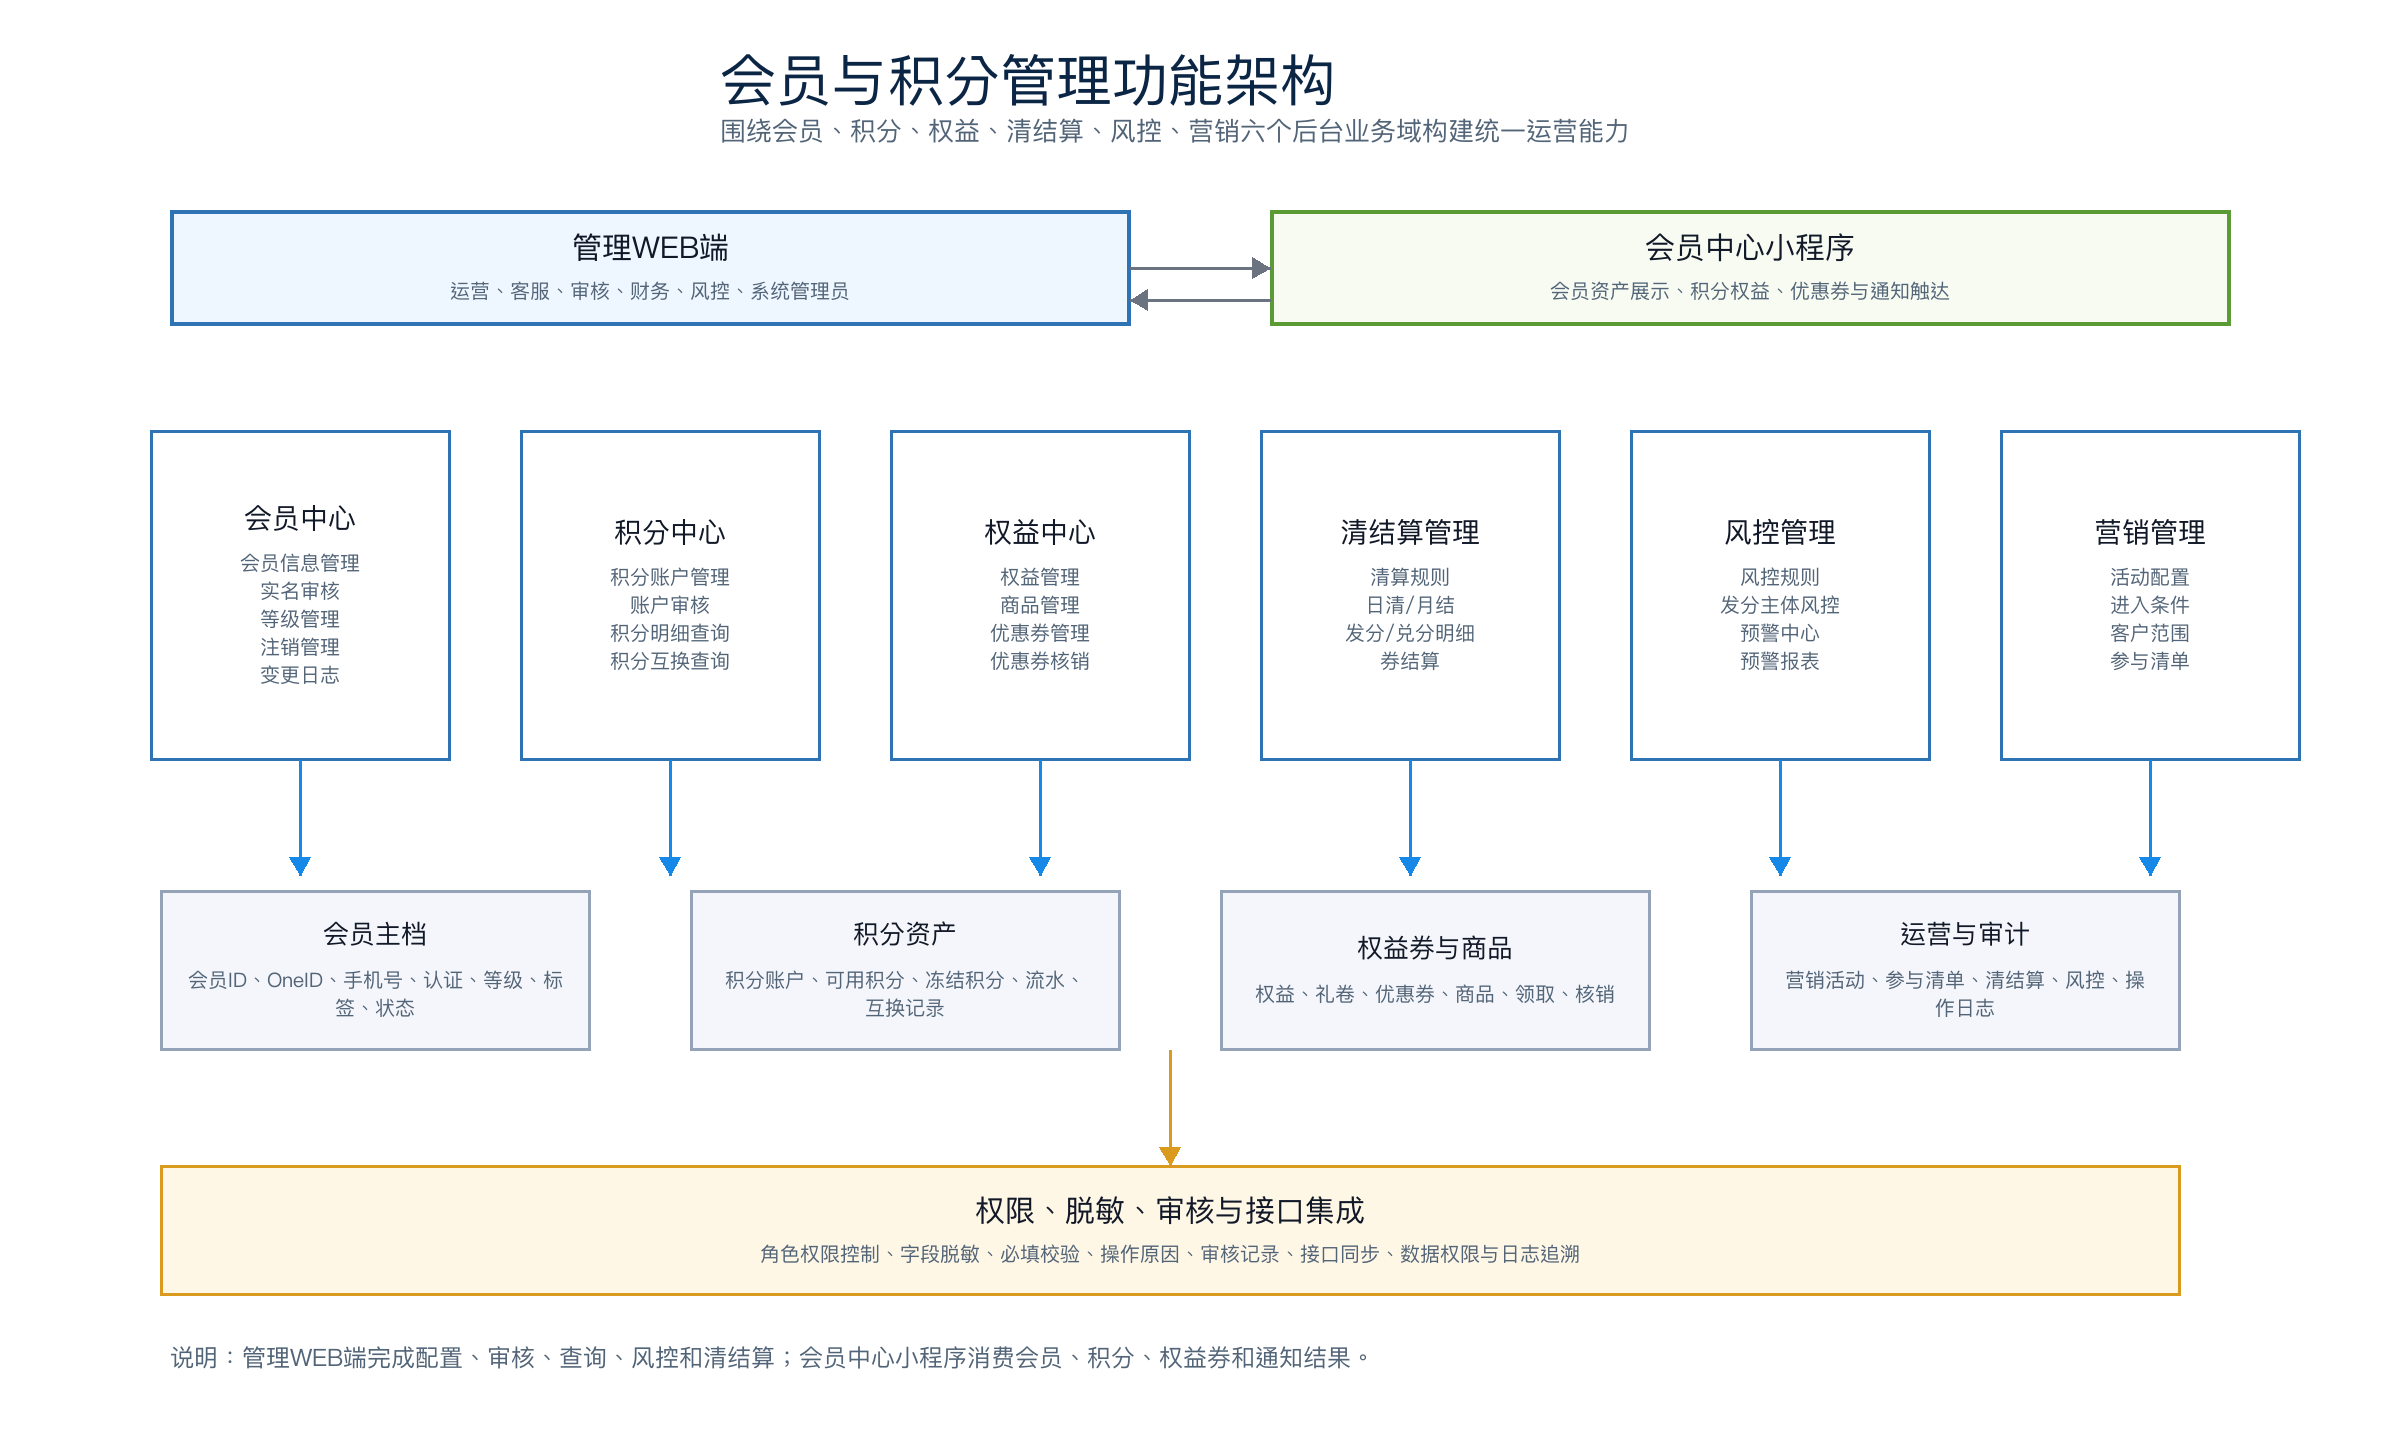 会员与积分管理功能架构
围绕会员、积分、权益、清结算、风控、营销六个后台业务域构建统一运营能力
管理WEB端
运营、客服、审核、财务、风控、系统管理员
会员中心小程序
会员资产展示、积分权益、优惠券与通知触达
会员中心
会员信息管理
实名审核
等级管理
注销管理
变更日志
积分中心
积分账户管理
账户审核
积分明细查询
积分互换查询
权益中心
权益管理
商品管理
优惠券管理
优惠券核销
清结算管理
清算规则
日清/月结
发分/兑分明细
券结算
风控管理
风控规则
发分主体风控
预警中心
预警报表
营销管理
活动配置
进入条件
客户范围
参与清单
会员主档
会员ID、OneID、手机号、认证、等级、标
签、状态
积分资产
积分账户、可用积分、冻结积分、流水、
互换记录
权益券与商品
权益、礼卷、优惠券、商品、领取、核销
运营与审计
营销活动、参与清单、清结算、风控、操
作日志
权限、脱敏、审核与接口集成
角色权限控制、字段脱敏、必填校验、操作原因、审核记录、接口同步、数据权限与日志追溯
说明：管理WEB端完成配置、审核、查询、风控和清结算；会员中心小程序消费会员、积分、权益券和通知结果。